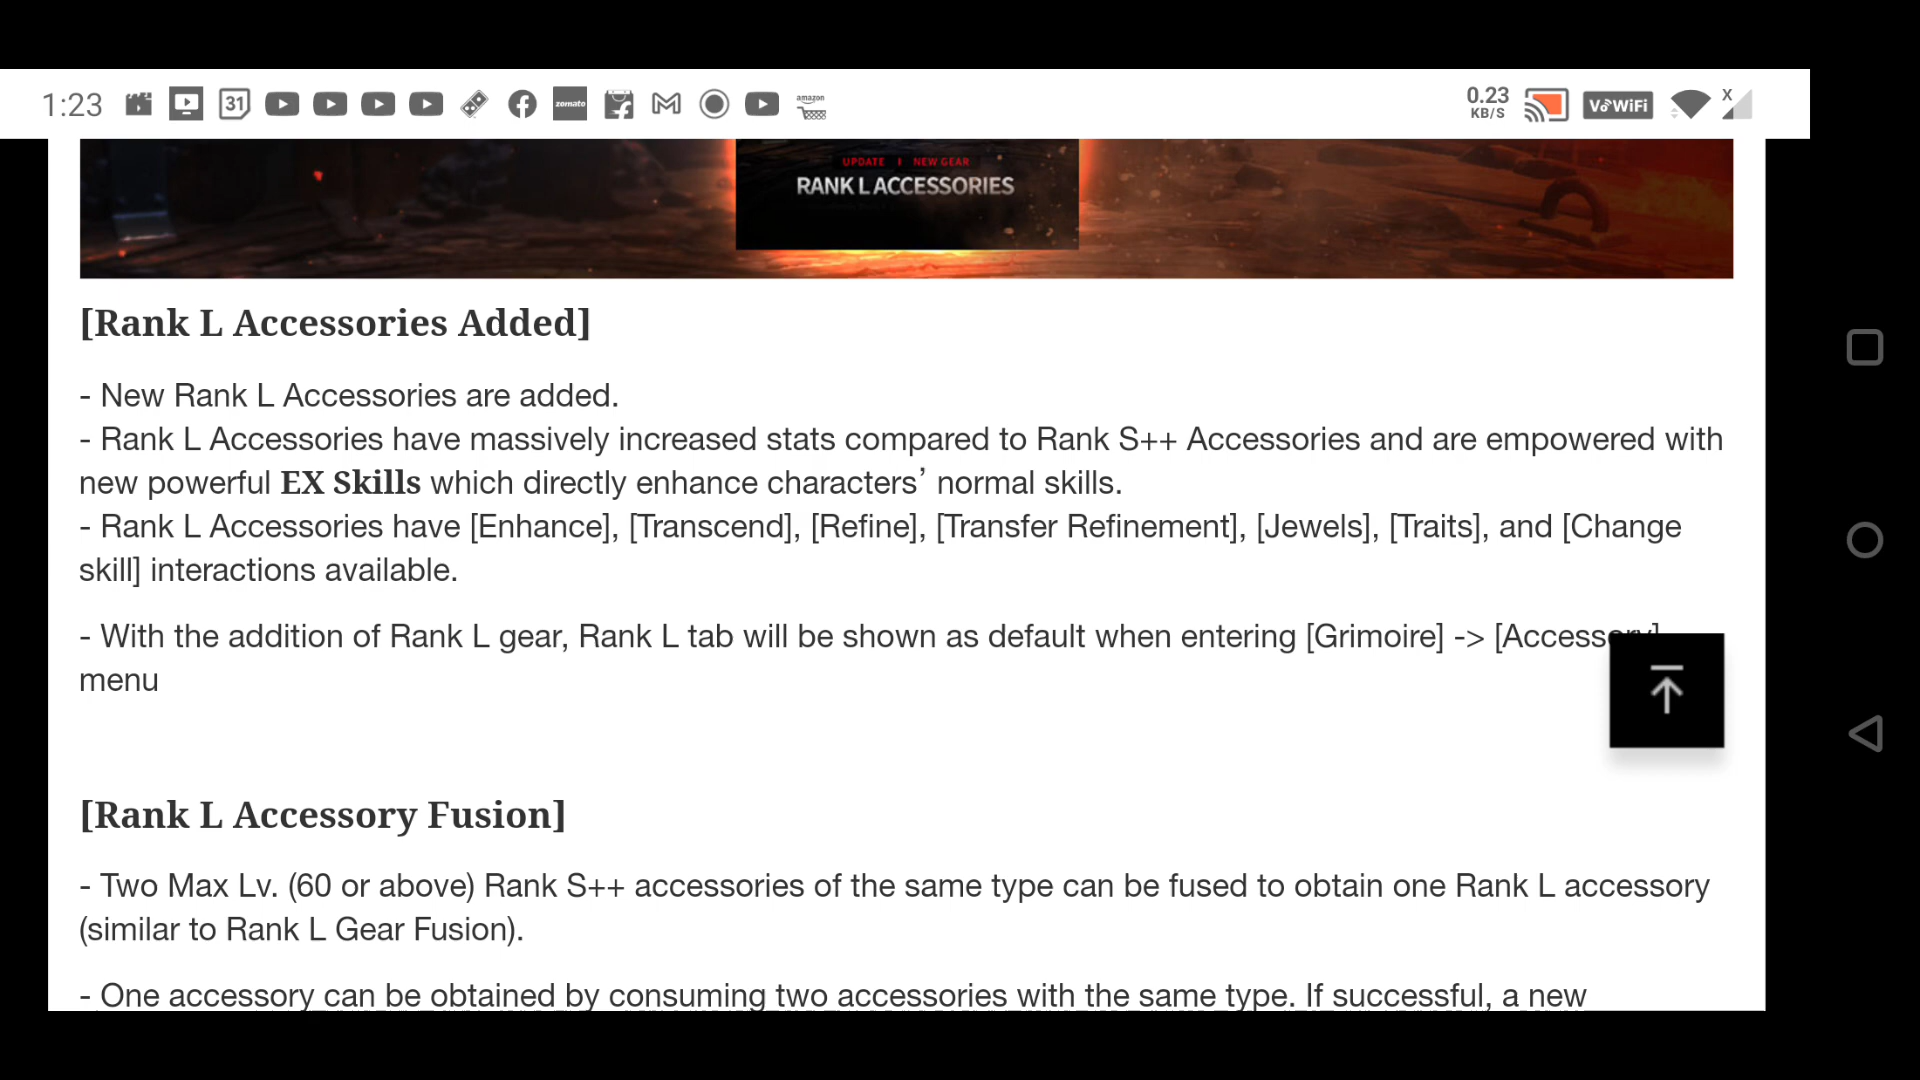 1:23
31
zomato
amazon
0.23
KB/S
VoWiFi
X
UPDATE | NEW GEAR
RANK L ACCESSORIES
[Rank L Accessories Added]
- New Rank L Accessories are added.
- Rank L Accessories have massively increased stats compared to Rank S++ Accessories and are empowered with
new powerful EX Skills which directly enhance characters’ normal skills.
- Rank L Accessories have [Enhance], [Transcend], [Refine], [Transfer Refinement], [Jewels], [Traits], and [Change
skill] interactions available.
- With the addition of Rank L gear, Rank L tab will be shown as default when entering [Grimoire] -> [Accessory]
menu
[Rank L Accessory Fusion]
- Two Max Lv. (60 or above) Rank S++ accessories of the same type can be fused to obtain one Rank L accessory
(similar to Rank L Gear Fusion).
- One accessory can be obtained by consuming two accessories with the same type. If successful, a new